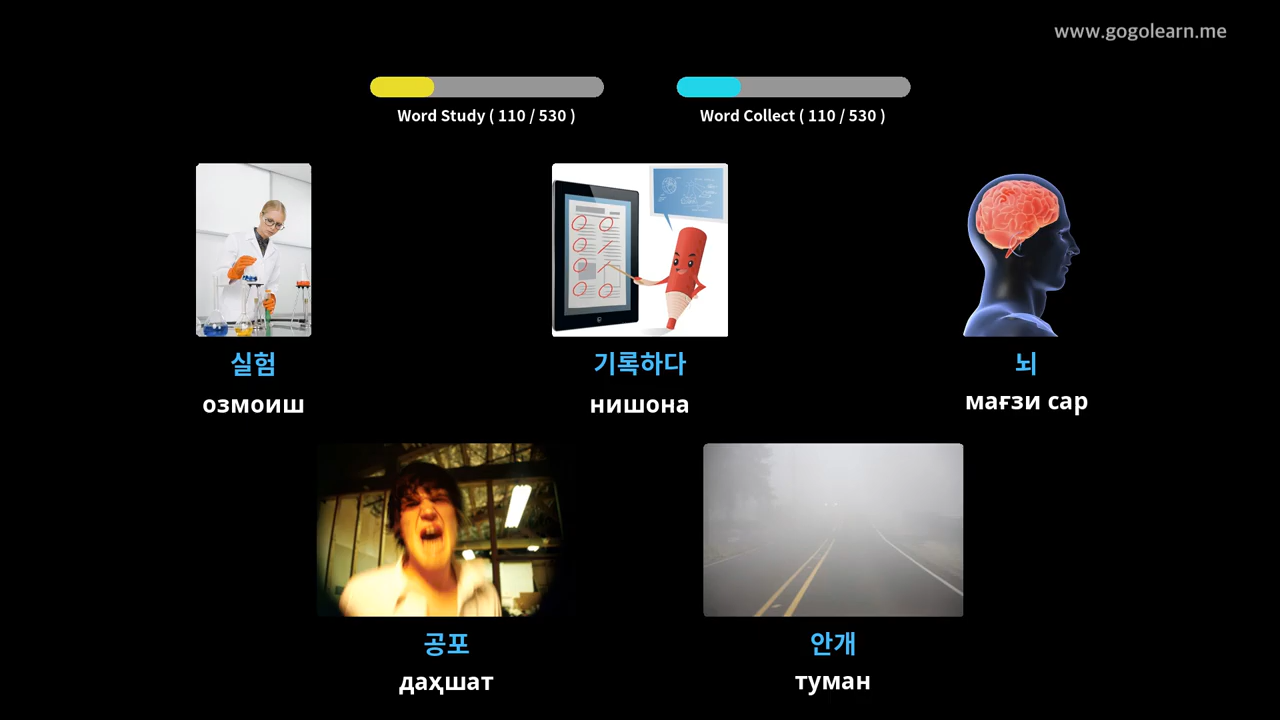 www.gogolearn.me
Word Study ( 110 / 530 )
Word Collect ( 110 / 530 )
실험
기록하다
뇌
озмоиш
нишона
мағзи сар
공포
안개
даҳшат
туман